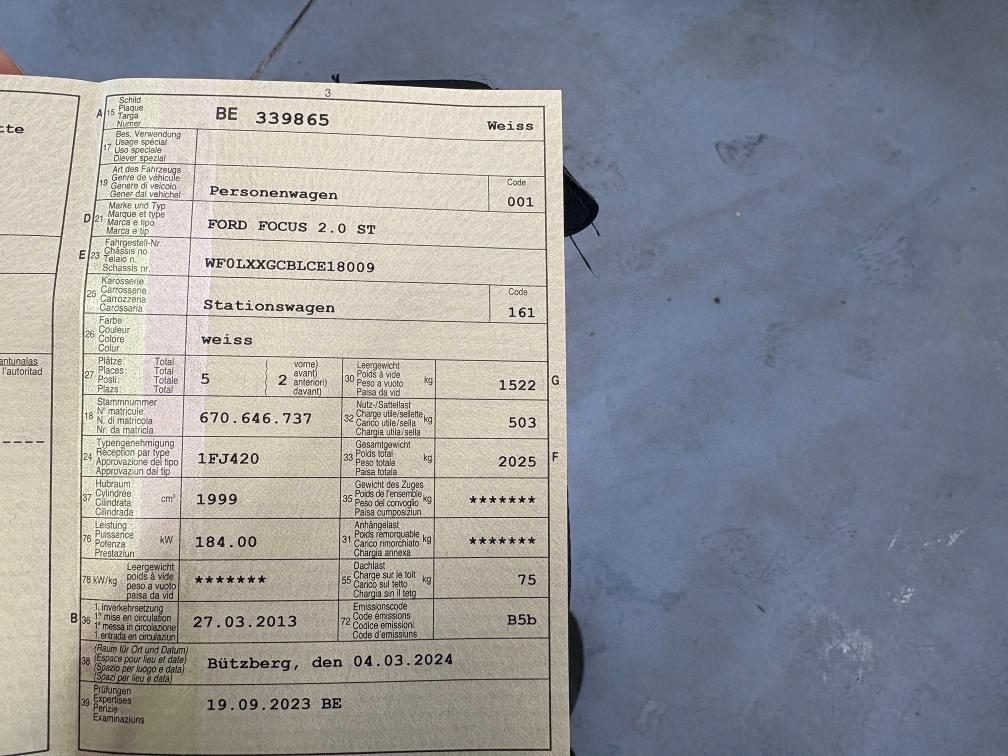 3
cte
antunalas
l'autoritad
A 15 Schild
Plaque
Targa
Numer
BE 339865 Weiss
17 Bes. Verwendung
Usage spécial
Uso speciale
Diever spezial
19 Art des Fahrzeugs
Genre de véhicule
Genere di veicolo
Gener dal vehichel
Personenwagen
Code
001
D 21 Marke und Typ
Marque et type
Marca e tipo
Marca e tip
FORD FOCUS 2.0 ST
E 23 Fahrgestell-Nr.
Châssis no
Telaio n.
Schassis nr.
WF0LXXGCBLCE18009
25 Karosserie
Carrosserie
Carrozzeria
Carossaria
Stationswagen
Code
161
26 Farbe
Couleur
Colore
Colur
weiss
27 Plätze: Total
Places: Total
Posti: Totale
Plazs: Total
5
2
vorne)
avant)
anteriori)
davant)
30 Leergewicht
Poids à vide
Peso a vuoto
Paisa da vid
kg
1522 G
18 Stammnummer
N° matricule
N. di matricola
Nr. da matricla
670.646.737
32 Nutz-/Sattellast
Charge utile/sellette
Carico utile/sella
Chargia utila/sella
kg
503
24 Typengenehmigung
Réception par type
Approvazione del tipo
Approvaziun dal tip
1FJ420
33 Gesamtgewicht
Poids total
Peso totale
Paisa totala
kg
2025 F
37 Hubraum
Cylindrée
Cilindrata
Cilindrada
cm³
1999
35 Gewicht des Zuges
Poids de l'ensemble
Peso del convoglio
Paisa cumposiziun
kg
*******
76 Leistung
Puissance
Potenza
Prestaziun
kW
184.00
31 Anhängelast
Poids remorquable
Carico rimorchiato
Chargia annexa
kg
*******
78 kW/kg Leergewicht
poids à vide
peso a vuoto
paisa da vid
*******
55 Dachlast
Charge sur le toit
Carico sul tetto
Chargia sin il tetg
kg
75
B 36 1. Inverkehrsetzung
1re mise en circulation
1a messa in circolazione
1. entrada en circulaziun
27.03.2013
72 Emissionscode
Code émissions
Codice emissioni
Code d'emissiuns
B5b
38 (Raum für Ort und Datum)
(Espace pour lieu et date)
(Spazio per luogo e data)
(Spazi per lieu e data)
Bützberg, den 04.03.2024
39 Prüfungen
Expertises
Perizie
Examinaziuns
19.09.2023 BE